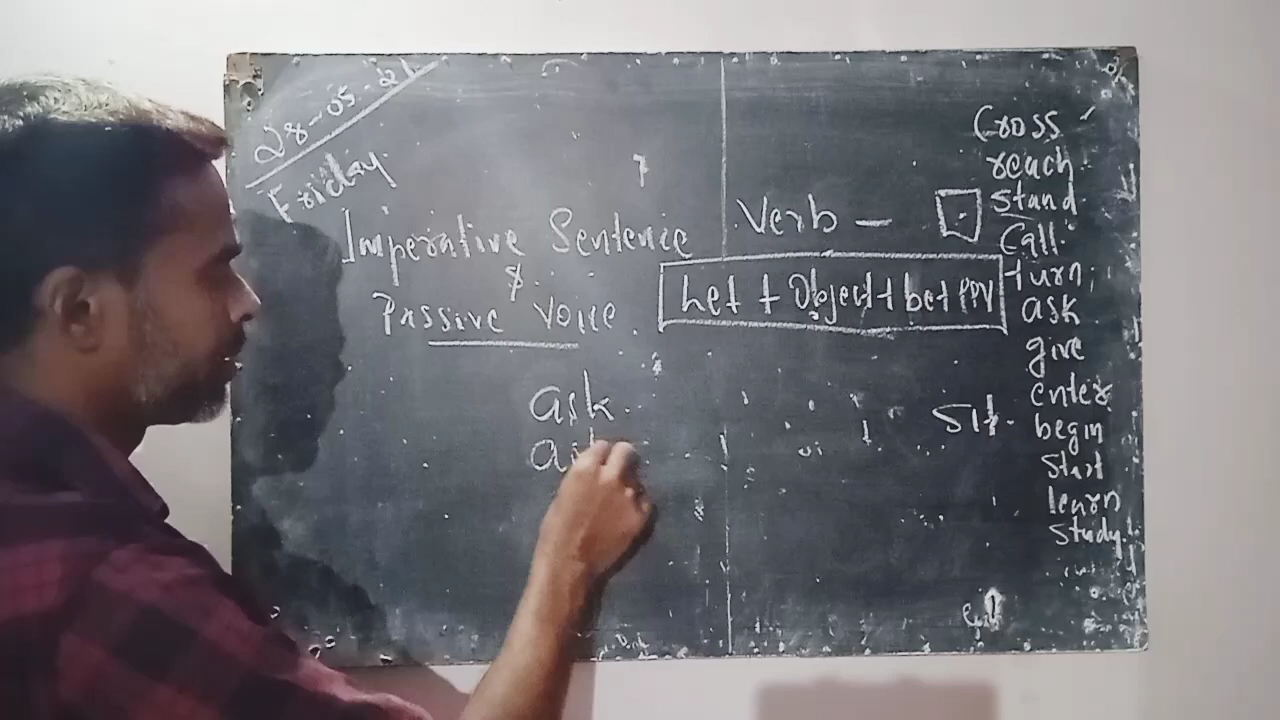 28-05-21
Friday
Imperative Sentence
&
Passive Voice.
Verb -
Let + Object + be + PPV
ask.
Cross
reach
Stand
Call
turn,
ask
give
enter
Sit.
begin
Start
learn
Study